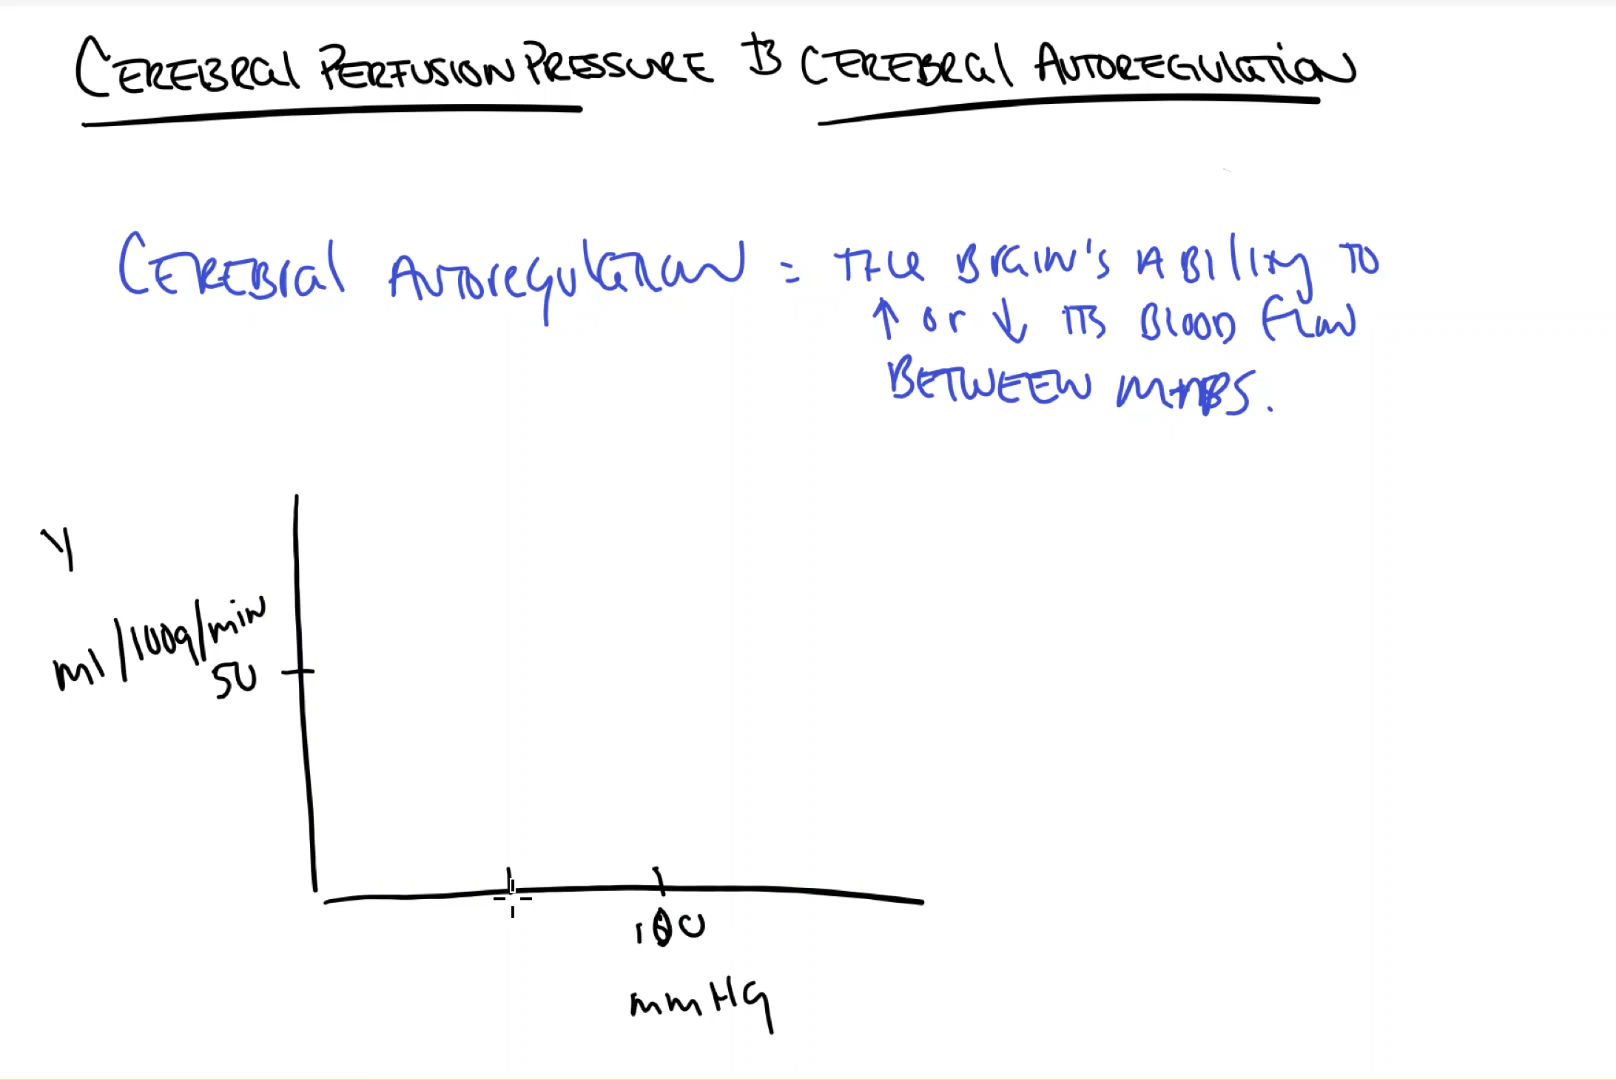 CEREBRAL PERFUSION PRESSURE & CEREBRAL AUTOREGULATION
CEREBRAL AUTOREGULATION = THE BRAIN'S ABILITY TO
↑ or ↓ ITS BLOOD FLOW
BETWEEN MAPS.
Y
ml/100g/min
50
100
mmHg